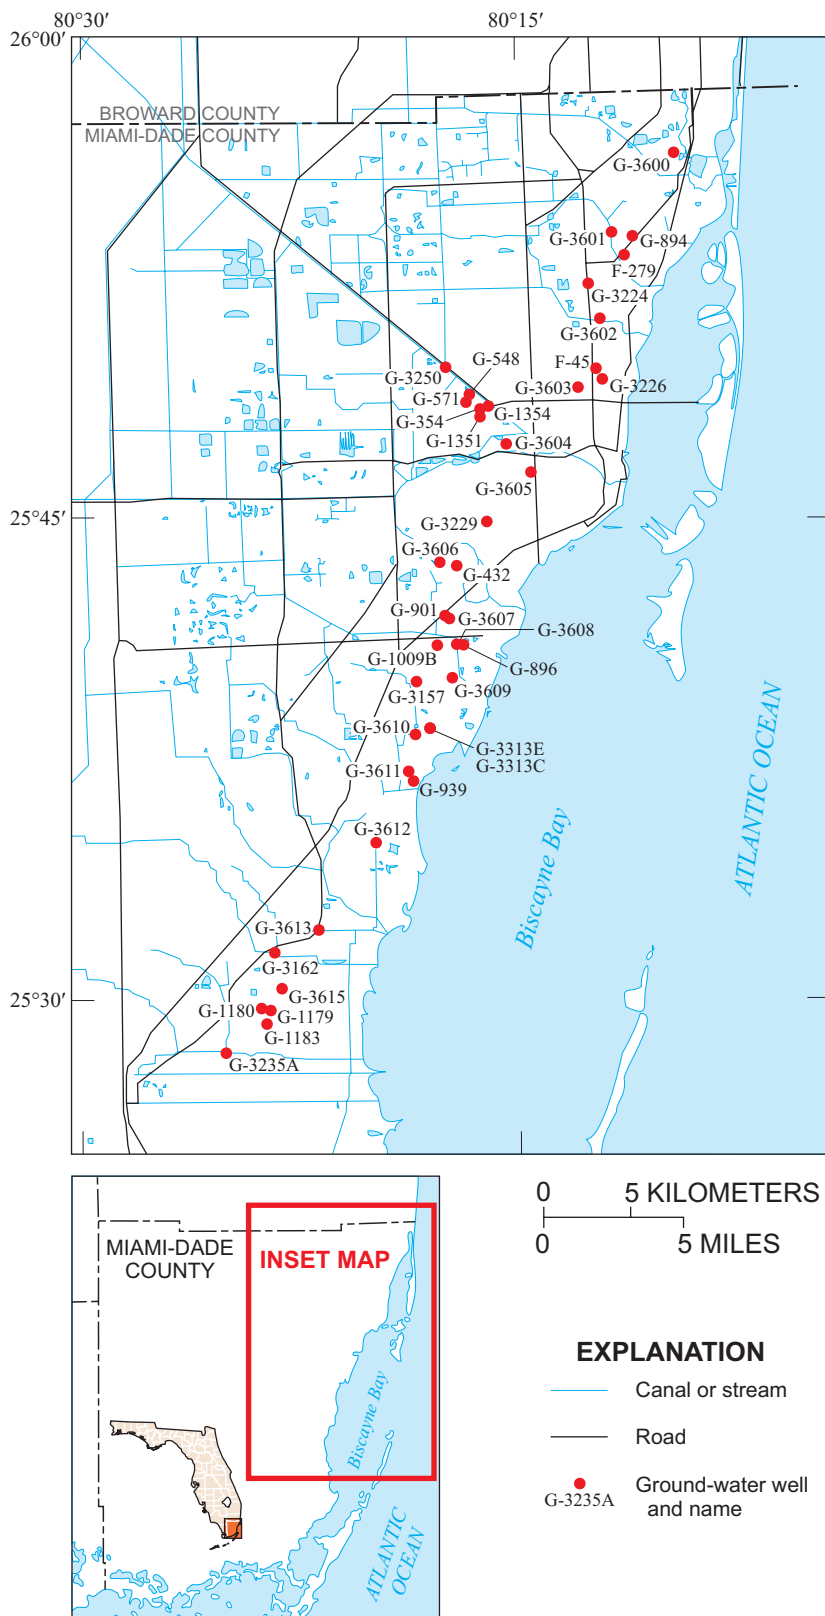 80°30′
80°15′
26°00′
BROWARD COUNTY
MIAMI-DADE COUNTY
G-3600
G-3601
G-894
F-279
G-3224
G-3602
G-548
F-45
G-3250
G-571
G-3603
G-3226
G-354
G-1354
G-1351
G-3604
G-3605
25°45′
G-3229
G-3606
G-432
G-901
G-3607
G-3608
G-1009B
G-896
G-3157
G-3609
G-3610
G-3313E
G-3313C
G-3611
G-939
G-3612
Biscayne Bay
ATLANTIC OCEAN
G-3613
G-3162
G-3615
25°30′
G-1180
G-1179
G-1183
G-3235A
MIAMI-DADE
COUNTY
INSET MAP
Biscayne Bay
ATLANTIC
OCEAN
0 5 KILOMETERS
0 5 MILES
EXPLANATION
Canal or stream
Road
G-3235A
Ground-water well
and name